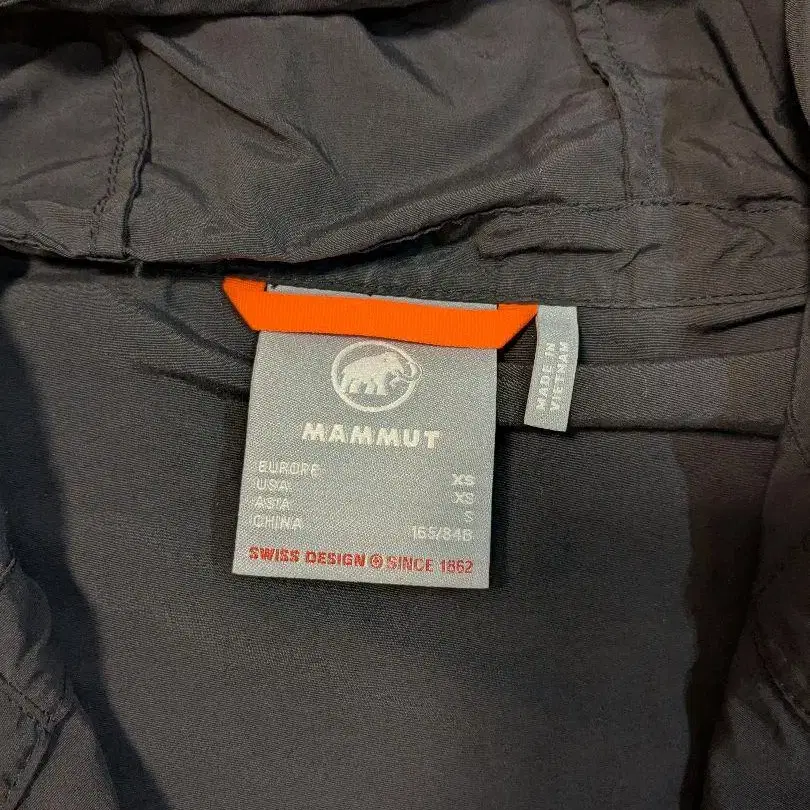 MAMMUT
EUROPE XS
USA XS
ASIA S
CHINA 165/84B
SWISS DESIGN SINCE 1862
MADE IN
VIETNAM